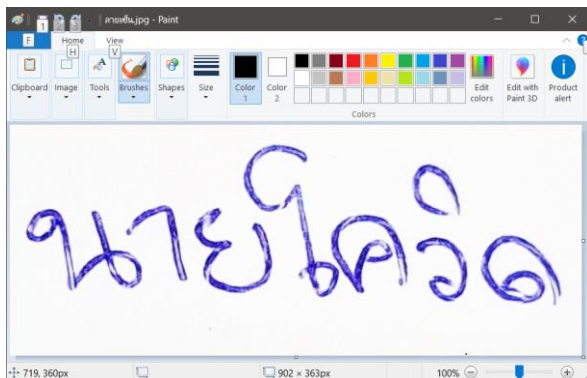 1
ลายเซ็น.jpg - Paint
F Home View
H V
Clipboard Image Tools Brushes Shapes Size Color 1 Color 2 Edit colors Edit with Paint 3D Product alert
Colors
นายโควิด
719, 360px 902 × 363px 100%